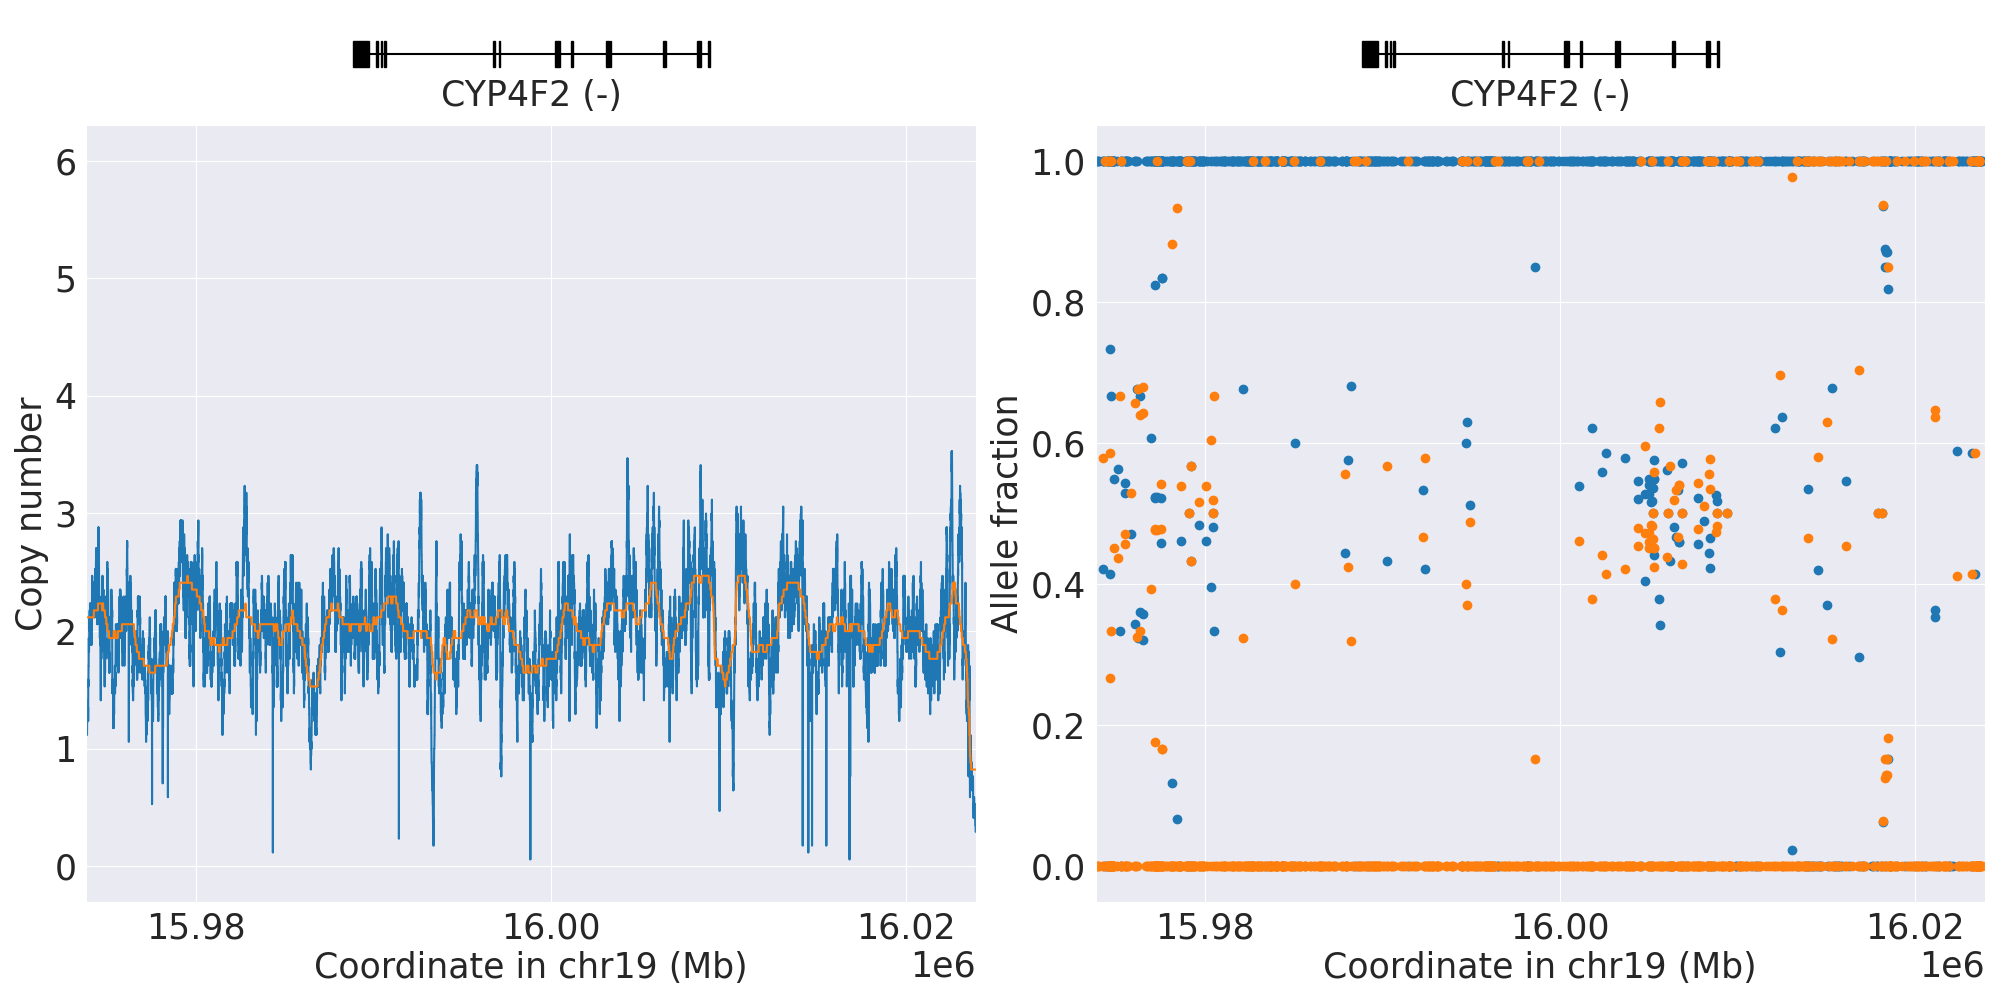 CYP4F2 (-)
6
5
4
3
2
1
0
Copy number
15.98
16.00
16.02
Coordinate in chr19 (Mb)
1e6
CYP4F2 (-)
1.0
0.8
0.6
0.4
0.2
0.0
Allele fraction
15.98
16.00
16.02
Coordinate in chr19 (Mb)
1e6